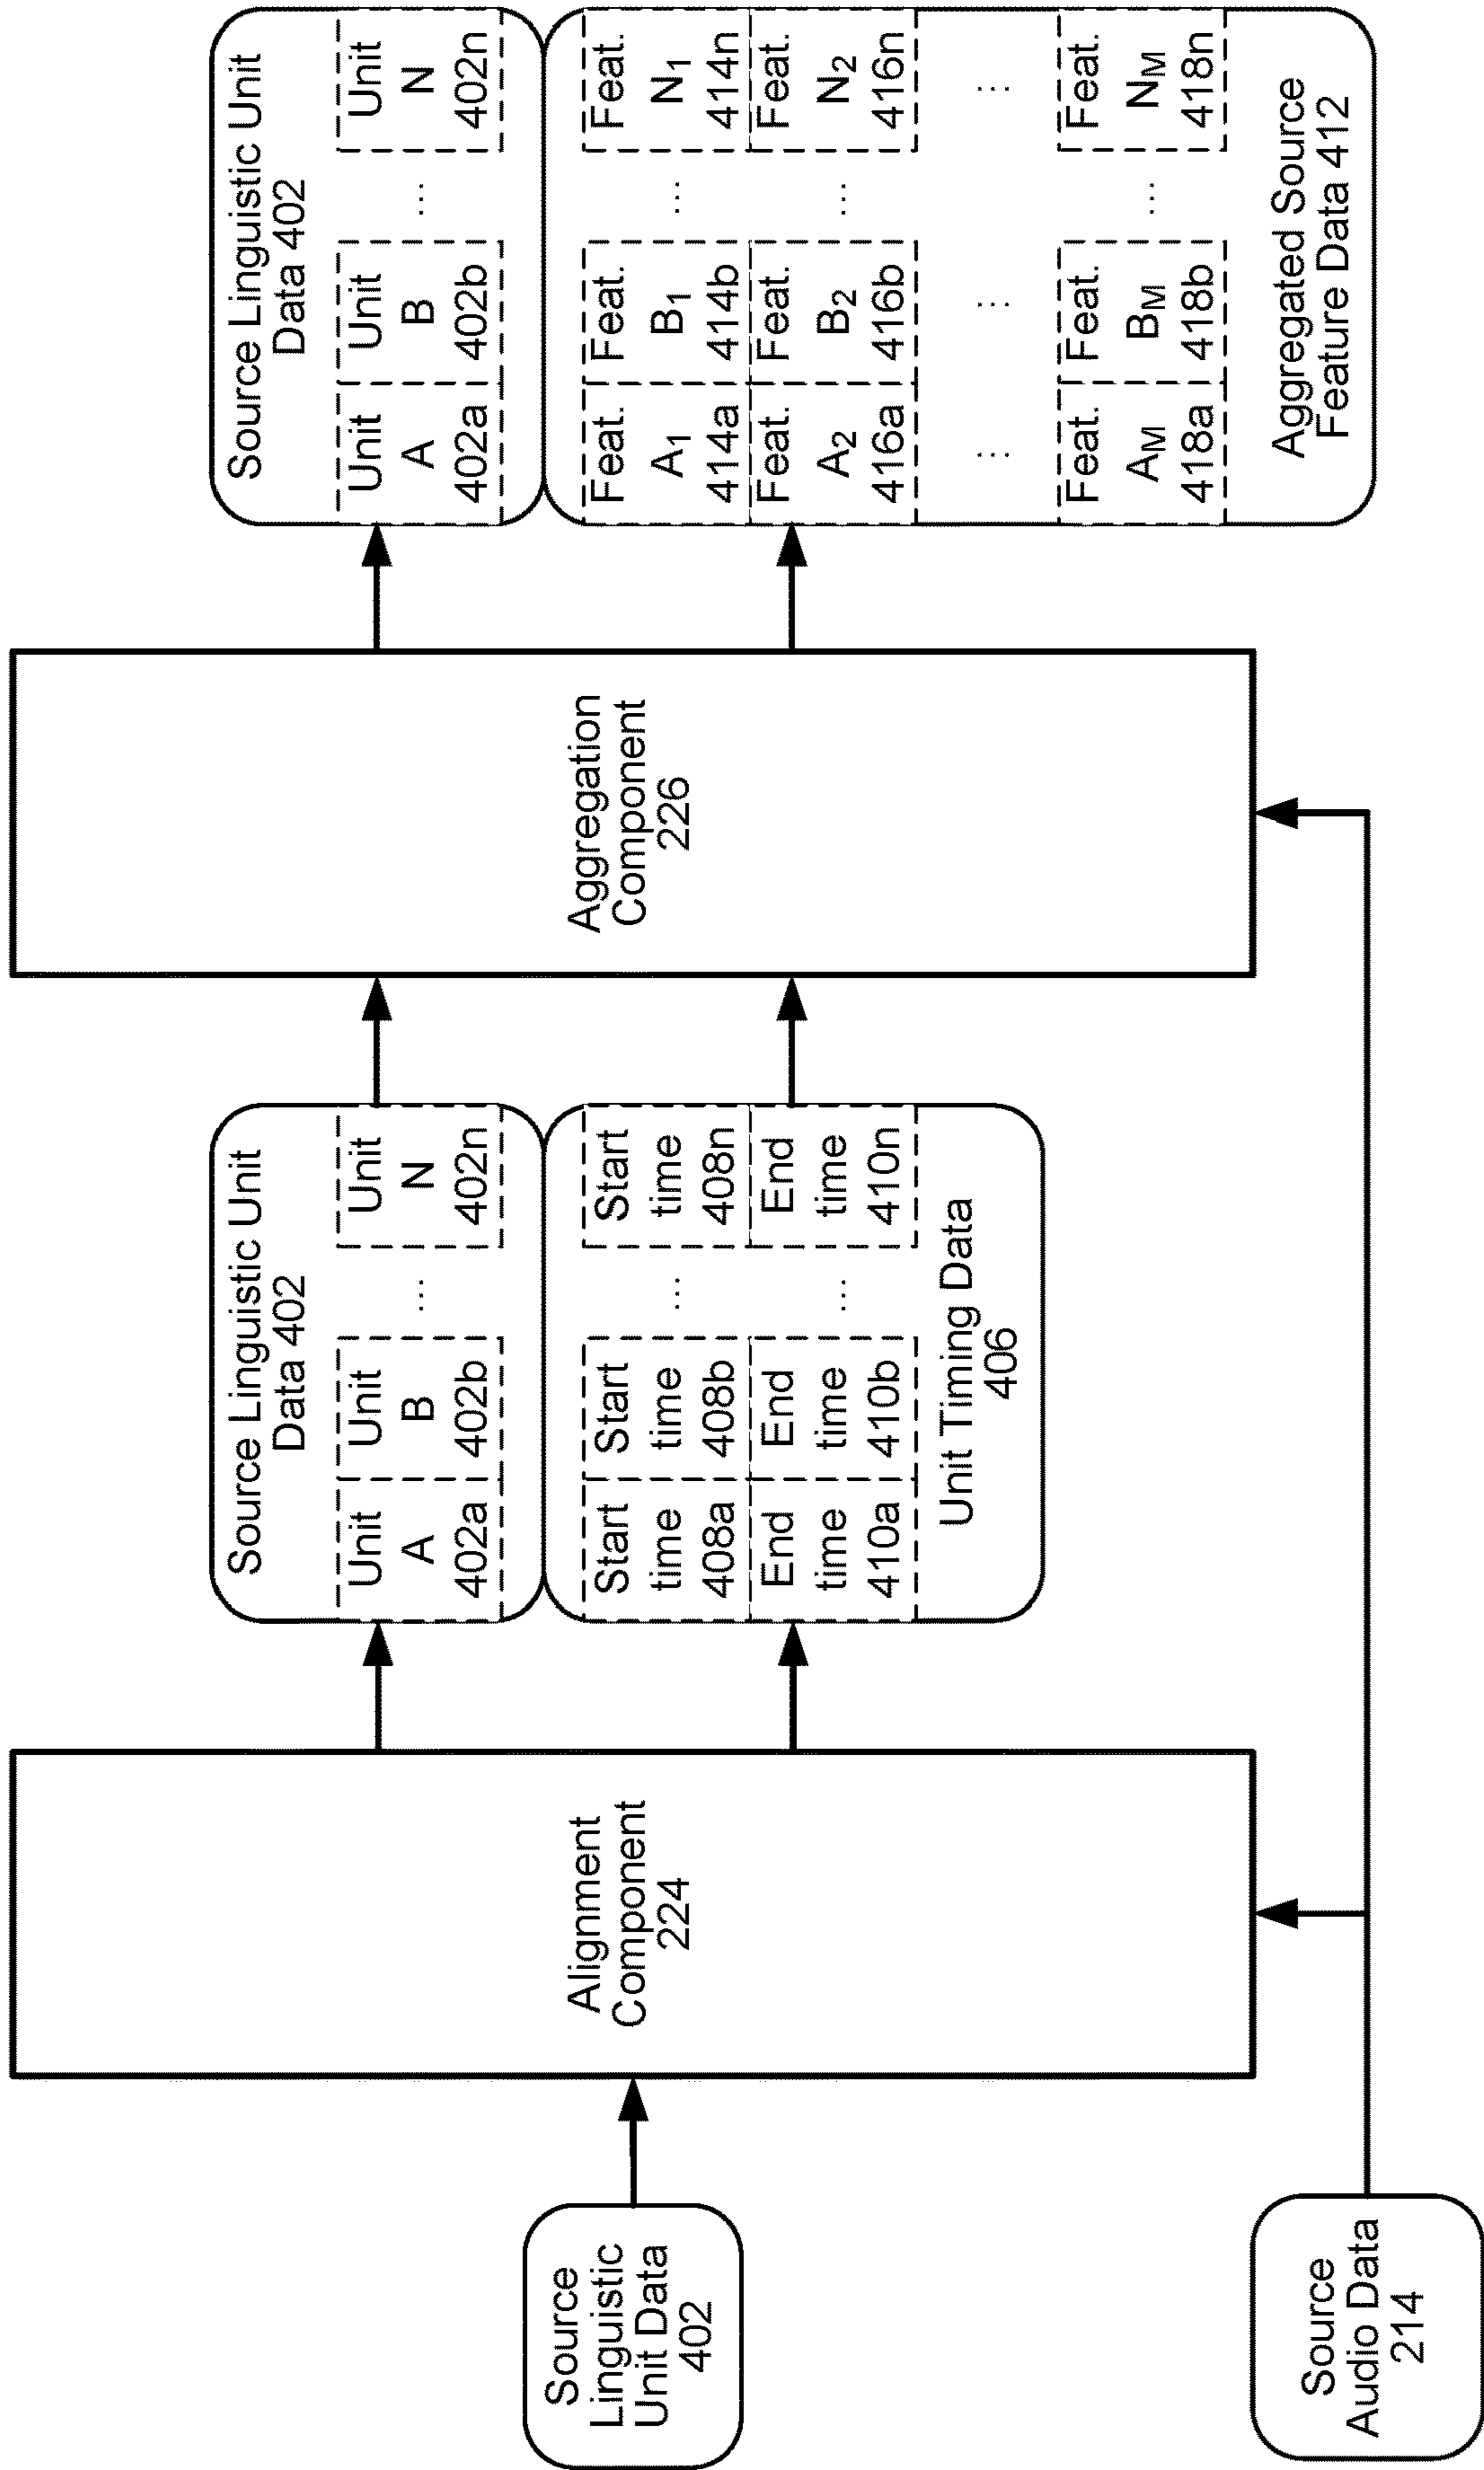 Source
Linguistic
Unit Data
402
Source
Audio Data
214
Alignment
Component
224
Source Linguistic Unit
Data 402
Unit Unit Unit
A B ... N
402a 402b 402n
Start Start Start
time time ... time
408a 408b 408n
End End End
time time ... time
410a 410b 410n
Unit Timing Data
406
Aggregation
Component
226
Source Linguistic Unit
Data 402
Unit Unit Unit
A B ... N
402a 402b 402n
Feat. Feat. Feat.
A1 B1 ... N1
414a 414b 414n
Feat. Feat. Feat.
A2 B2 ... N2
416a 416b 416n
... ... ...
Feat. Feat. Feat.
AM BM ... NM
418a 418b 418n
Aggregated Source
Feature Data 412